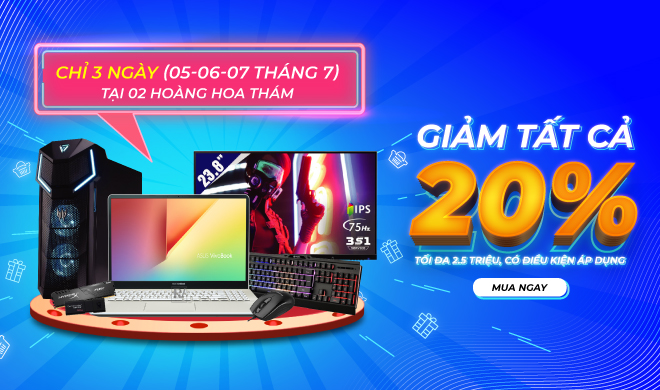 CHỈ 3 NGÀY (05-06-07 THÁNG 7)
TẠI 02 HOÀNG HOA THÁM
GIẢM TẤT CẢ
20%
TỐI ĐA 2.5 TRIỆU, CÓ ĐIỀU KIỆN ÁP DỤNG
MUA NGAY
23.8"
IPS
75Hz
3S1